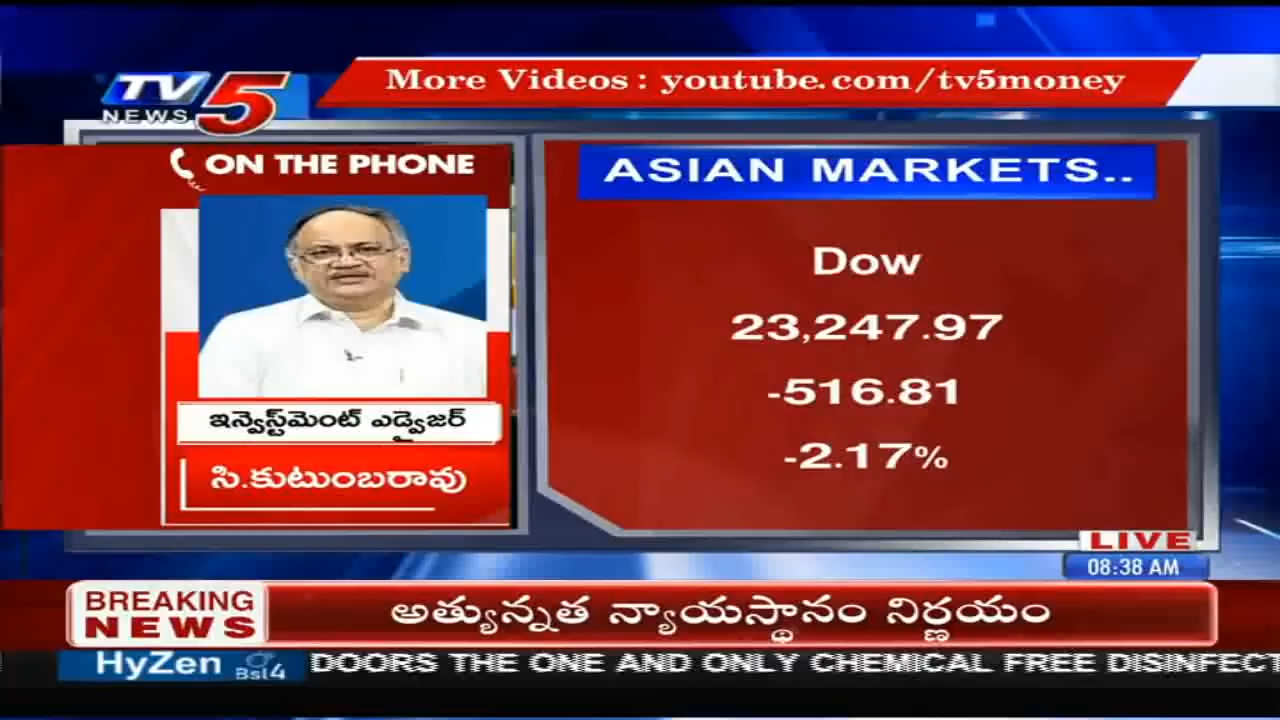 TV5
NEWS
More Videos : youtube.com/tv5money
ON THE PHONE
ఇన్వెస్ట్‌మెంట్ ఎడ్వైజర్
సి.కుటుంబరావు
ASIAN MARKETS..
Dow
23,247.97
-516.81
-2.17%
LIVE
08:38 AM
BREAKING
NEWS
అత్యున్నత న్యాయస్థానం నిర్ణయం
HyZen Bsl4 DOORS THE ONE AND ONLY CHEMICAL FREE DISINFECT